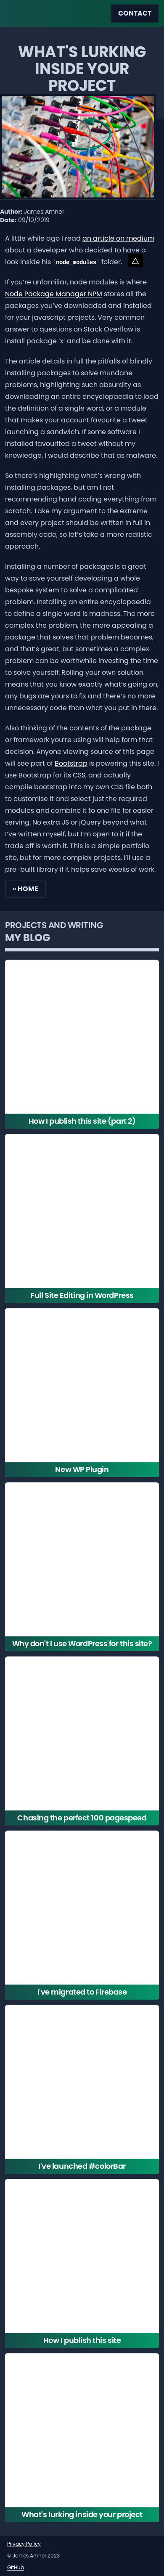 CONTACT
WHAT'S LURKING
INSIDE YOUR
PROJECT
Author: James Amner
Date: 09/10/2019
A little while ago I read an article on medium
about a developer who decided to have a
look inside his `node_modules` folder.
If you're unfamiliar, node modules is where
Node Package Manager NPM stores all the
packages you've downloaded and installed
for your javascript projects generally. Every
second answer to questions on Stack Overflow is
install package 'x' and be done with it.
The article details in full the pitfalls of blindly
installing packages to solve mundane
problems, highlighting such absurdity as
downloading an entire encyclopaedia to load
the definition of a single word, or a madlib
that outputs your favourite tweet about
launching a sandwich. If some software I
installed favourited a tweet without my
knowledge, I would describe that as malware.
So there's highlighting what's wrong with
installing packages, but am I not
recommending hand coding everything from
scratch. Take my argument to the extreme and
every project should be written in full in
assembly, so let's take a more realistic
approach.
Installing a number of packages is a great
way to save yourself developing a whole
bespoke system to solve a complicated
problem. Installing an entire encyclopaedia
to define a single word is madness. The more
complex the problem, the more appealing a
package that solves that problem becomes,
and that's great, but sometimes a complex
problem can be worthwhile investing the time
to solve yourself. Rolling your own solution
means that you know exactly what's going on,
any bugs are yours to fix and there's no
unnecessary code than what you put in there.
Also thinking of the contents of the package
or framework you're using will help form that
decision. Anyone viewing source of this page
will see part of Bootstrap is powering this site. I
use Bootstrap for its CSS, and actually
compile bootstrap into my own CSS file both
to customise it and select just the required
modules and combine it to one file for easier
serving. No extra JS or jQuery beyond what
I've written myself, but I'm open to it if the
trade off is worth it. This is a simple portfolio
site, but for more complex projects, I'll use a
pre-built library if it helps save weeks of work.
« HOME
PROJECTS AND WRITING
MY BLOG
How I publish this site (part 2)
Full Site Editing in WordPress
New WP Plugin
Why don't I use WordPress for this site?
Chasing the perfect 100 pagespeed
I've migrated to Firebase
I've launched #colorBar
How I publish this site
What's lurking inside your project
Privacy Policy
© James Amner 2023
GitHub